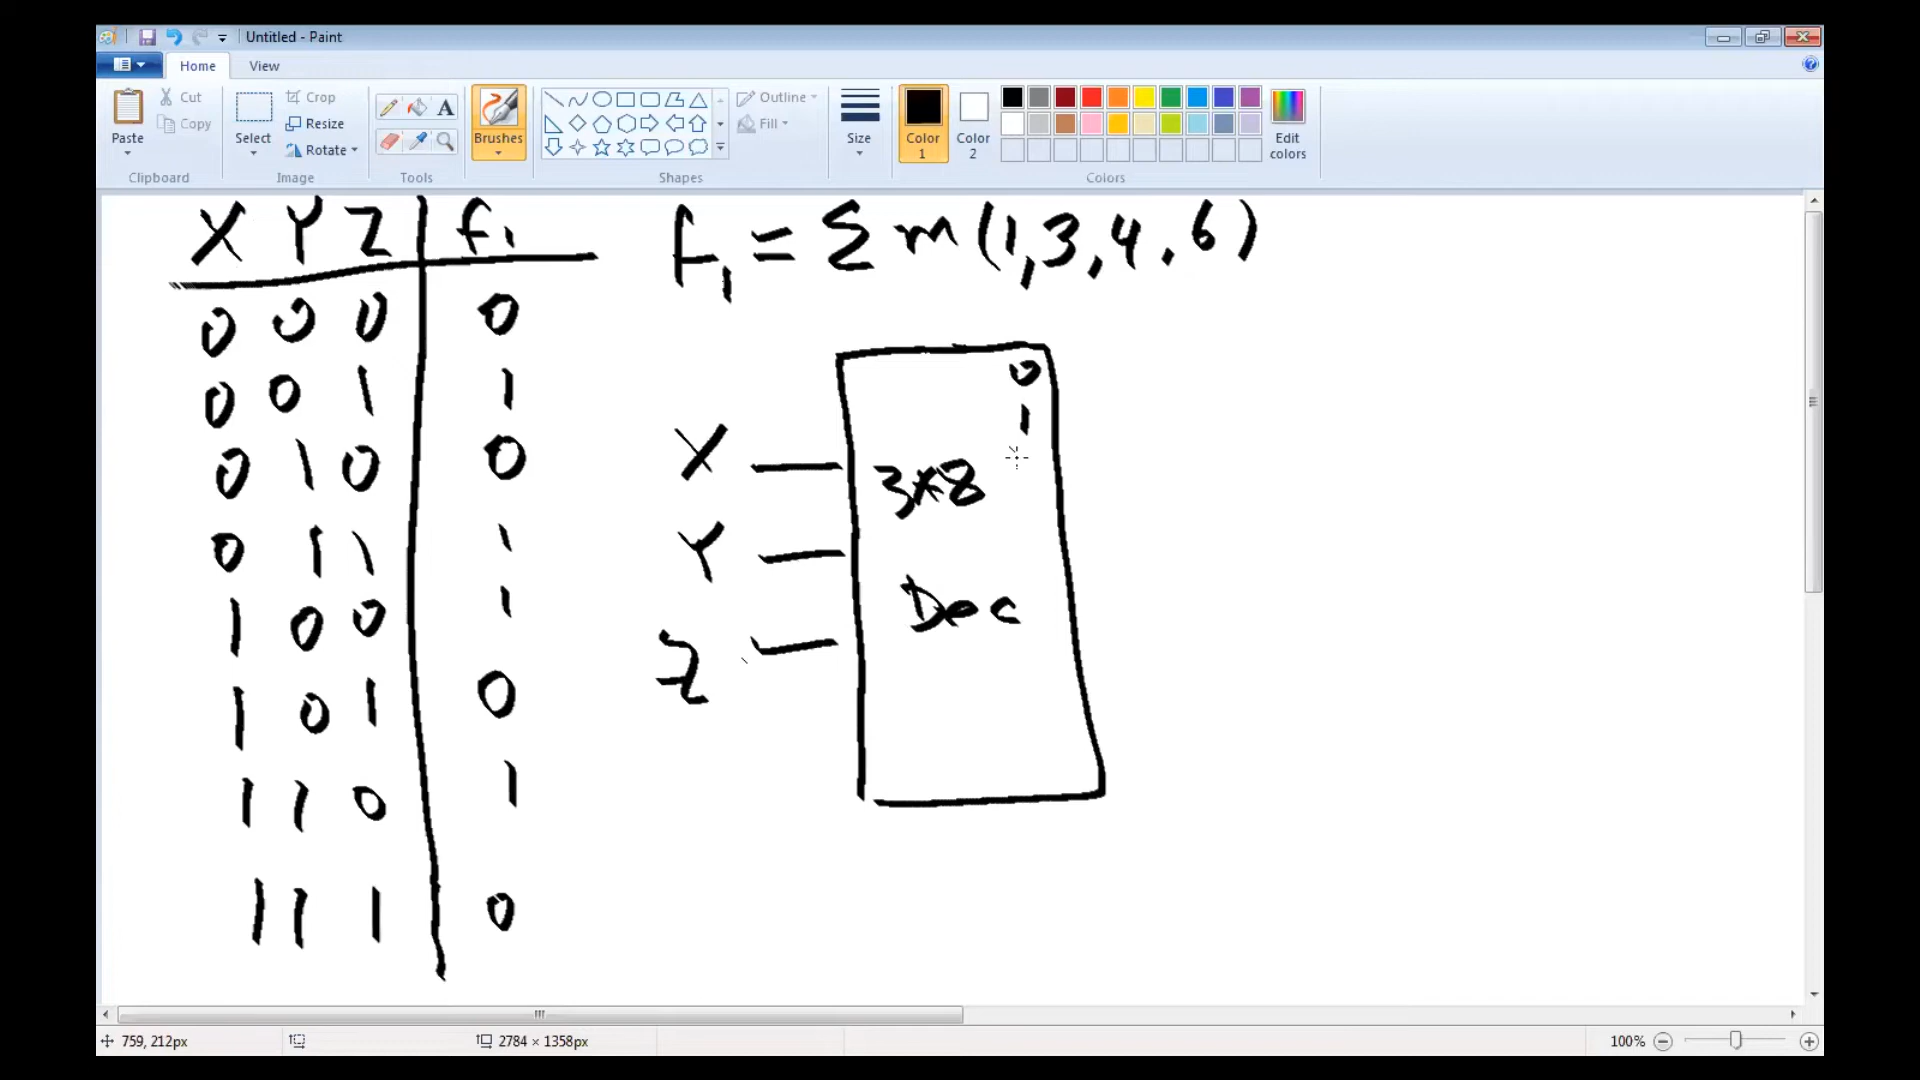 Untitled - Paint
Home View
Cut
Copy
Paste
Clipboard
Select
Crop
Resize
Rotate
Image
A
Tools
Brushes
Outline
Fill
Shapes
Size
Color 1
Color 2
Edit colors
Colors
X Y Z f₁
0 0 0 0
0 0 1 1
0 1 0 0
0 1 1 1
1 0 0 1
1 0 1 0
1 1 0 1
1 1 1 0
f₁ = Σ m(1,3,4,6)
0
1
X
3*8
Y
Dec
Z
759, 212px
2784 × 1358px
100%